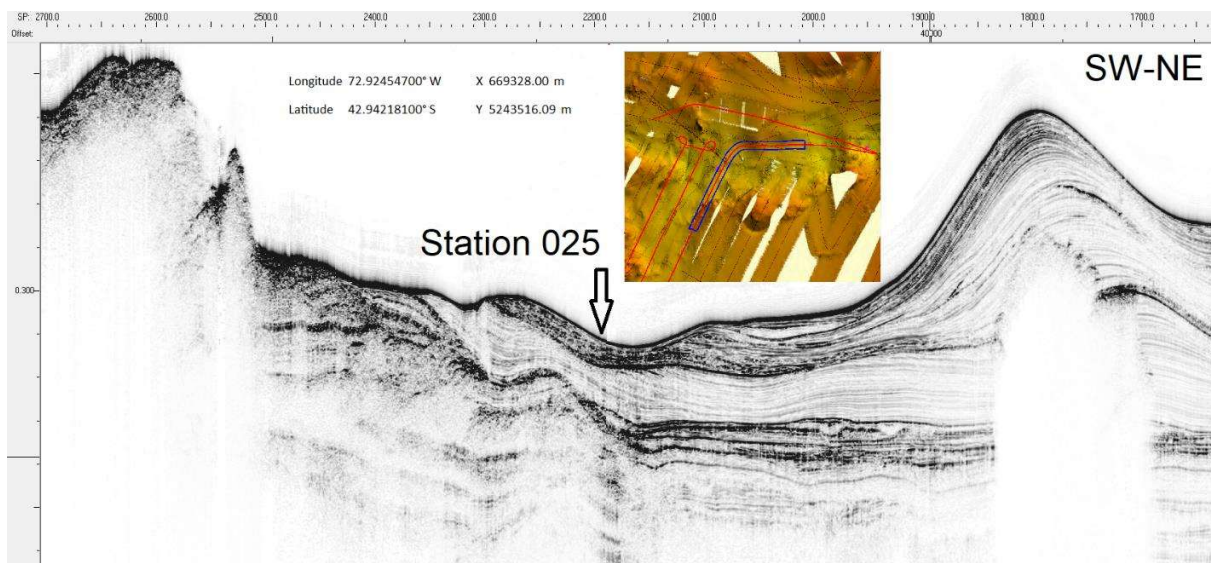 SP: 2700.0 2600.0 2500.0 2400.0 2300.0 2200.0 2100.0 2000.0 1900.0 1800.0 1700.0
Offset: 40000
SW-NE
Longitude 72.92454700° W X 669328.00 m
Latitude 42.94218100° S Y 5243516.09 m
Station 025
0.300